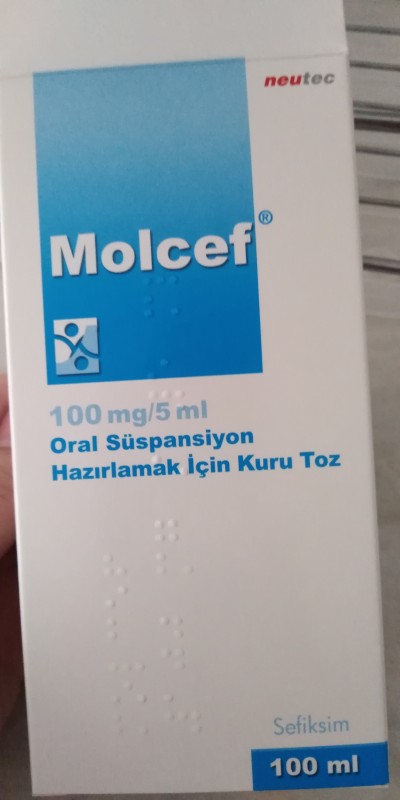 neutec
Molcef®
100 mg/5 ml
Oral Süspansiyon
Hazırlamak İçin Kuru Toz
Sefiksim
100 ml